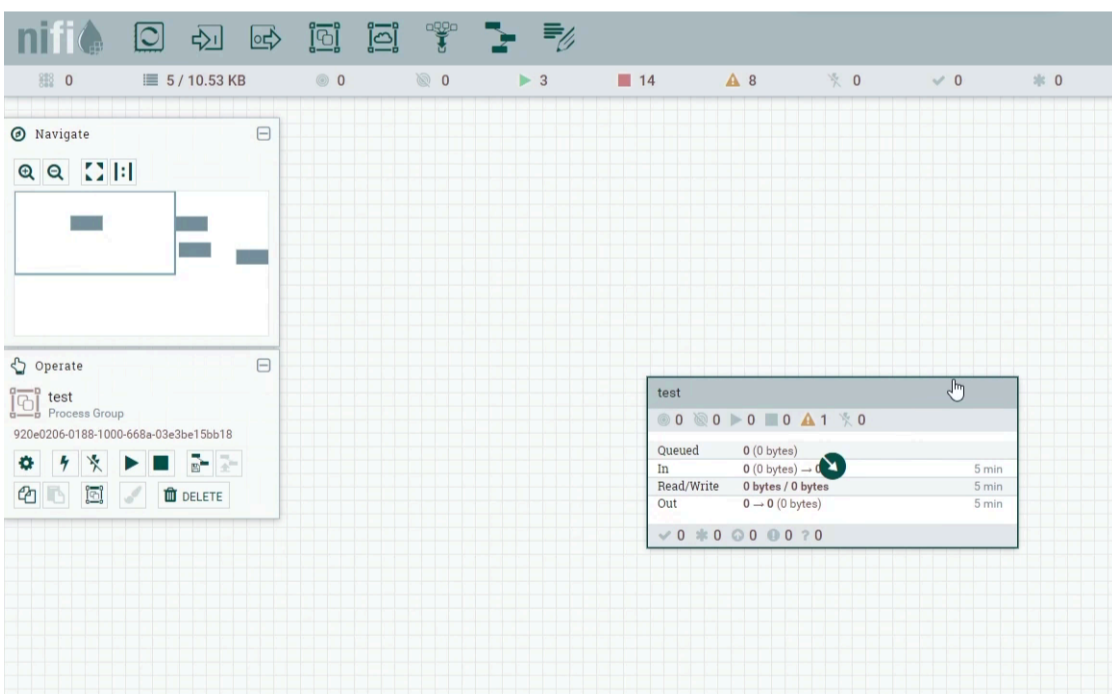 nifi
0 5 / 10.53 KB 0 0 3 14 8 0 0 0
Navigate
Operate
test
Process Group
920e0206-0188-1000-668a-03e3be15bb18
DELETE
test
0 0 0 0 1 0
Queued 0 (0 bytes)
In 0 (0 bytes) → 0 5 min
Read/Write 0 bytes / 0 bytes 5 min
Out 0 → 0 (0 bytes) 5 min
0 0 0 0 ? 0